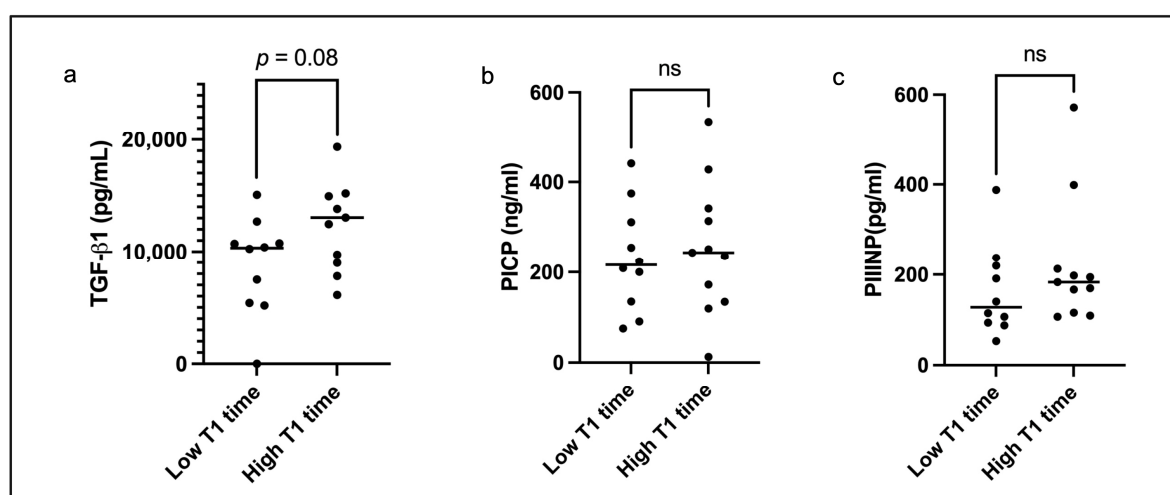 a
p = 0.08
TGF-β1 (pg/mL)
20,000
10,000
0
Low T1 time
High T1 time
b
ns
PICP (ng/ml)
600
400
200
0
Low T1 time
High T1 time
c
ns
PIIINP(pg/ml)
600
400
200
0
Low T1 time
High T1 time